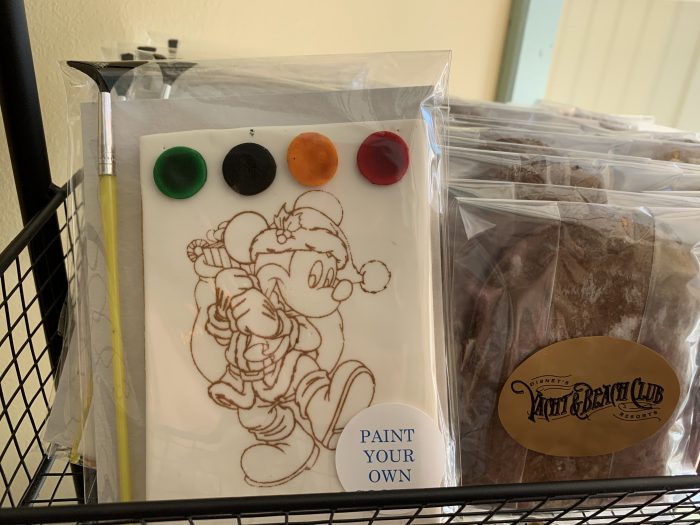 PAINT
YOUR
OWN
DISNEY'S
YACHT & BEACH CLUB
RESORTS